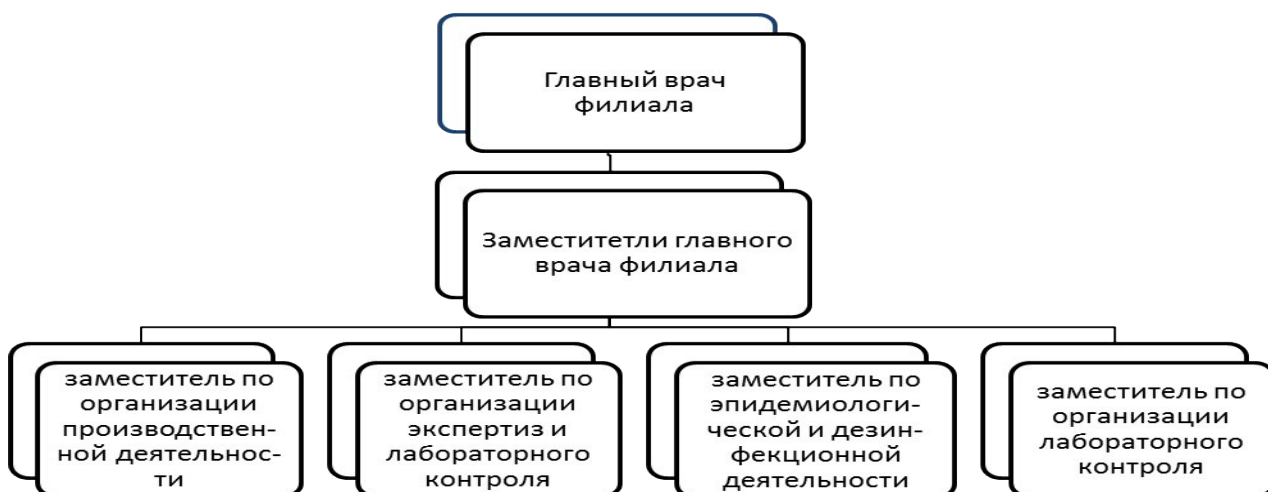 Главный врач
филиала
Заместитетли главного
врача филиала
заместитель по
организации
производствен-
ной деятельнос-
ти
заместитель по
организации
экспертиз и
лабораторного
контроля
заместитель по
эпидемиологи-
ческой и дезин-
фекционной
деятельности
заместитель по
организации
лабораторного
контроля